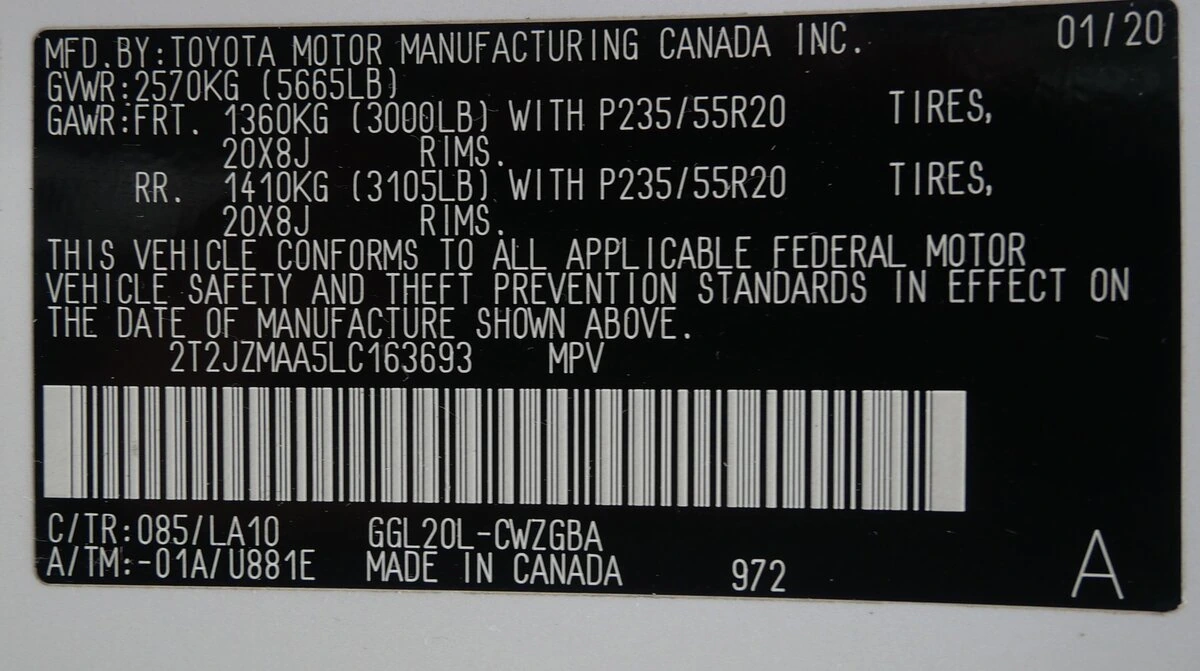 MFD.BY:TOYOTA MOTOR MANUFACTURING CANADA INC. 01/20
GVWR:2570KG (5665LB)
GAWR:FRT. 1360KG (3000LB) WITH P235/55R20 TIRES,
20X8J RIMS.
RR. 1410KG (3105LB) WITH P235/55R20 TIRES,
20X8J RIMS.
THIS VEHICLE CONFORMS TO ALL APPLICABLE FEDERAL MOTOR
VEHICLE SAFETY AND THEFT PREVENTION STANDARDS IN EFFECT ON
THE DATE OF MANUFACTURE SHOWN ABOVE.
2T2JZMAA5LC163693 MPV
C/TR:085/LA10 GGL20L-CWZGBA
A/TM:-01A/U881E MADE IN CANADA 972 A